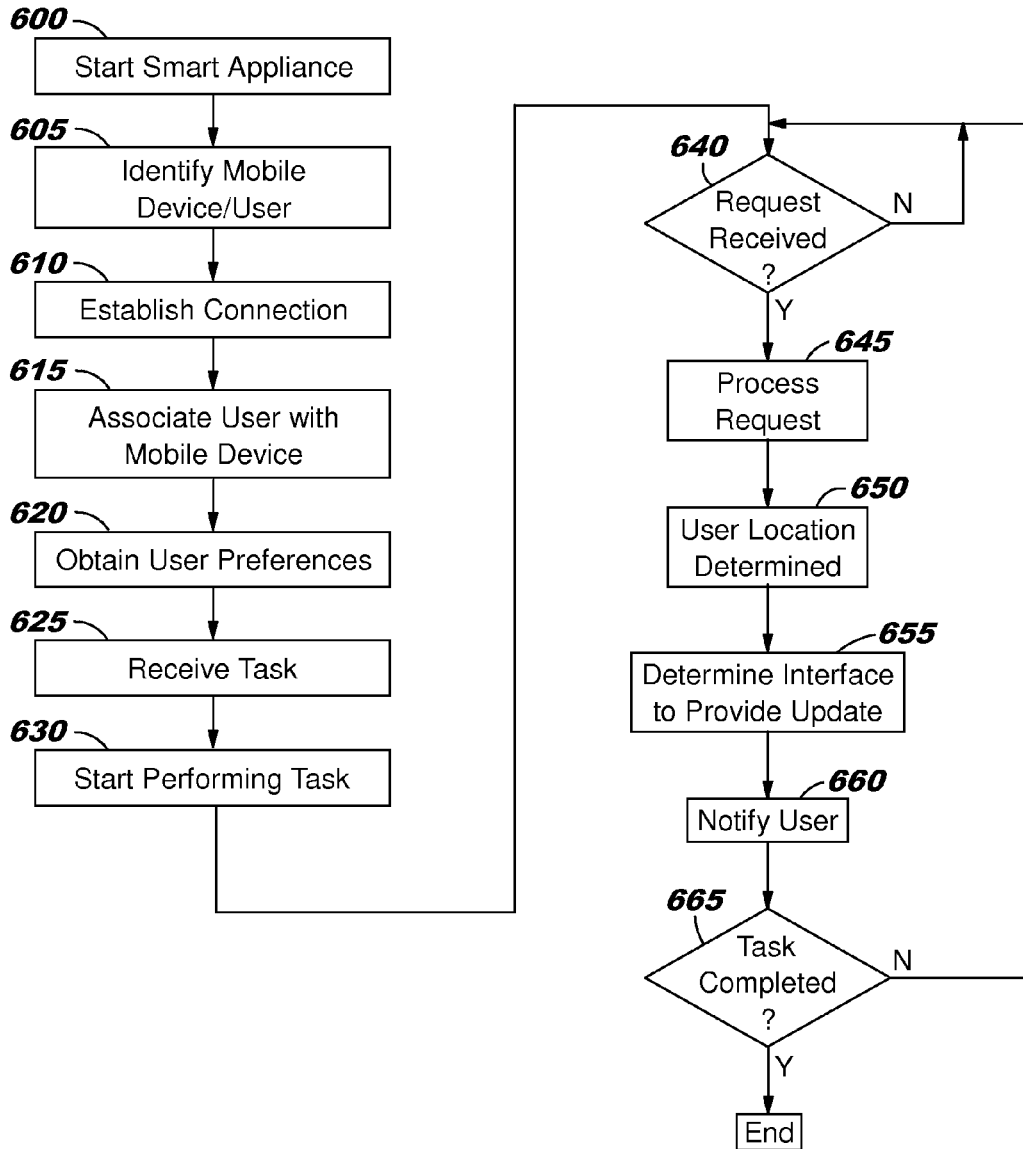 600
Start Smart Appliance
605
Identify Mobile
Device/User
610
Establish Connection
615
Associate User with
Mobile Device
620
Obtain User Preferences
625
Receive Task
630
Start Performing Task
640
Request
Received
?
N
Y
645
Process
Request
650
User Location
Determined
655
Determine Interface
to Provide Update
660
Notify User
665
Task
Completed
?
N
Y
End